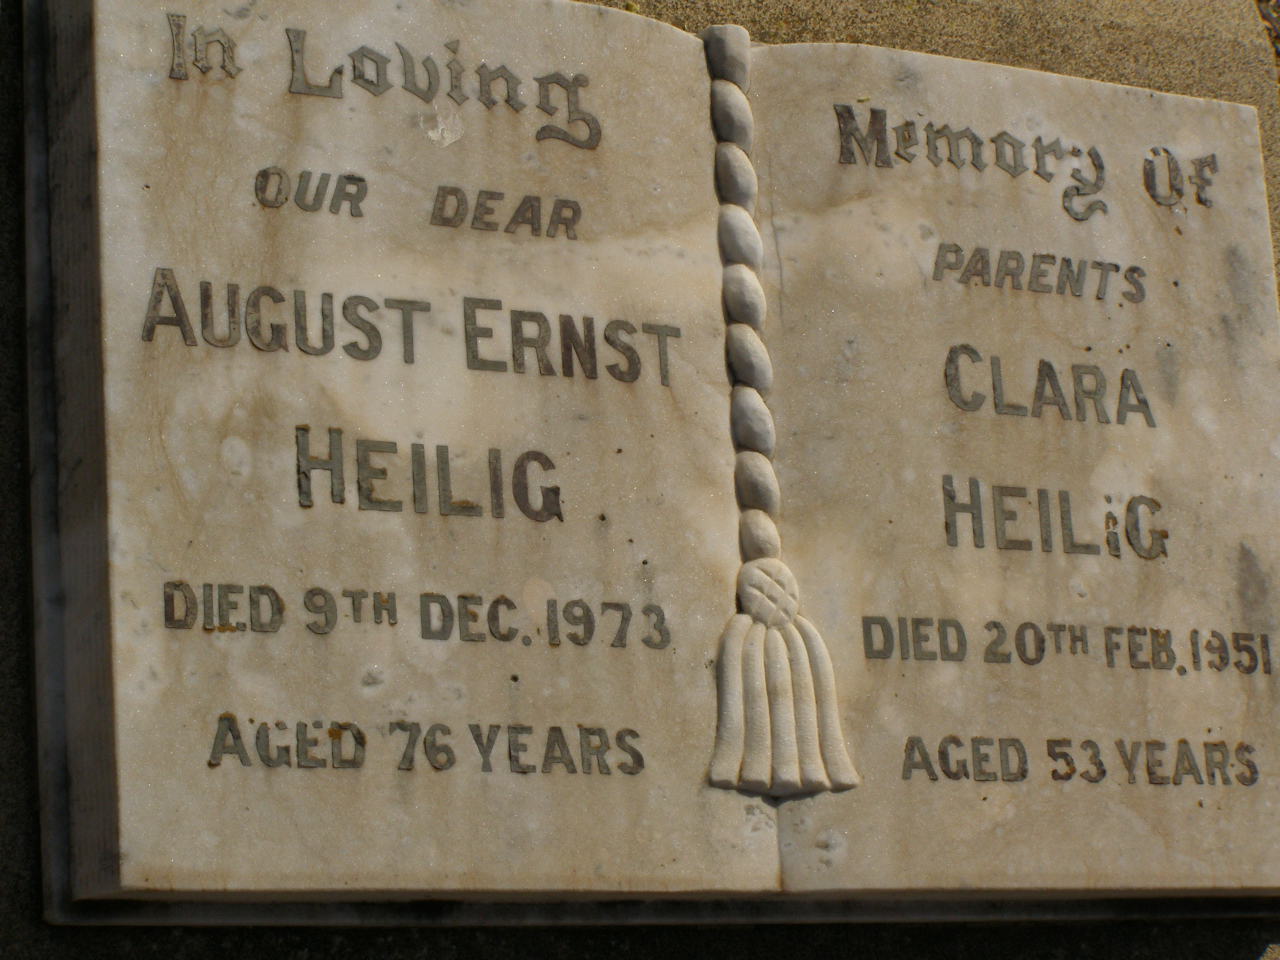 In Loving
OUR DEAR
AUGUST ERNST
HEILIG
DIED 9TH DEC. 1973
AGED 76 YEARS
Memory Of
PARENTS
CLARA
HEILIG
DIED 20TH FEB. 1951
AGED 53 YEARS